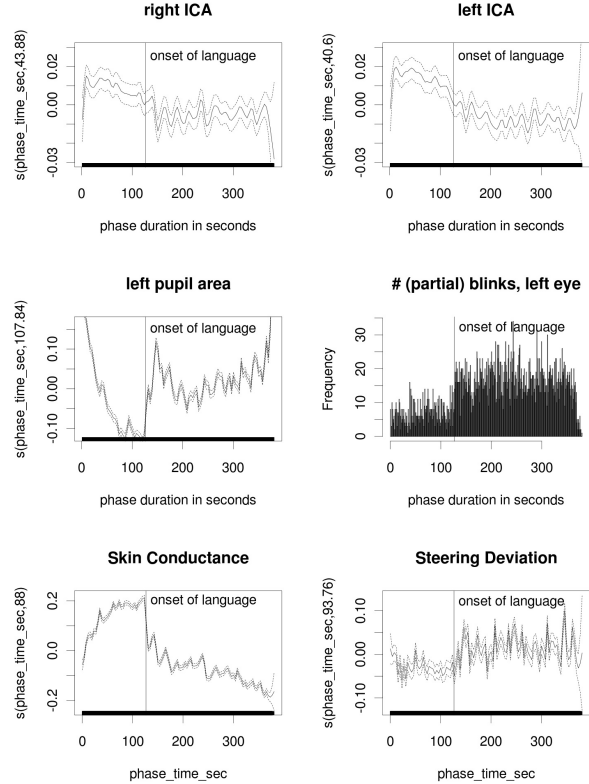 right ICA
s(phase_time_sec,43.88)
0.02
0.00
-0.03
onset of language
0 100 300
phase duration in seconds
left ICA
s(phase_time_sec,40.6)
0.02
0.00
-0.03
onset of language
0 100 300
phase duration in seconds
left pupil area
s(phase_time_sec,107.84)
0.10
0.00
-0.10
onset of language
0 100 300
phase duration in seconds
# (partial) blinks, left eye
Frequency
30
20
10
0
onset of language
0 100 300
phase duration in seconds
Skin Conductance
s(phase_time_sec,88)
0.2
0.0
-0.2
onset of language
0 100 300
phase_time_sec
Steering Deviation
s(phase_time_sec,93.76)
0.10
0.00
-0.10
onset of language
0 100 300
phase_time_sec